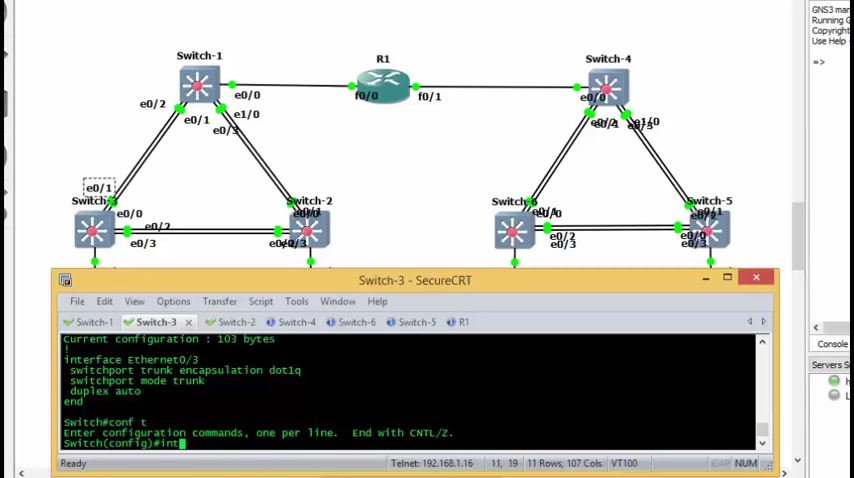 GNS3 man
Running G
Copyright
Use Help ->
=>
Switch-1
R1
Switch-4
e0/0
f0/0
f0/1
e0/0
e0/2
e0/1
e1/0
e0/3
e0/1
Switch-3
e0/0
e0/2
e0/3
Switch-2
Switch-6
e0/0
e0/2
e0/3
Switch-5
e0/0
e0/3
Switch-3 - SecureCRT
File Edit View Options Transfer Script Tools Window Help
Switch-1 Switch-3 Switch-2 Switch-4 Switch-6 Switch-5 R1
Current configuration : 103 bytes
!
interface Ethernet0/3
switchport trunk encapsulation dot1q
switchport mode trunk
duplex auto
end
Switch#conf t
Enter configuration commands, one per line. End with CNTL/Z.
Switch(config)#int
Ready Telnet: 192.168.1.16 11, 19 11 Rows, 107 Cols VT100 CAP NUM
Console
Servers S
h
L